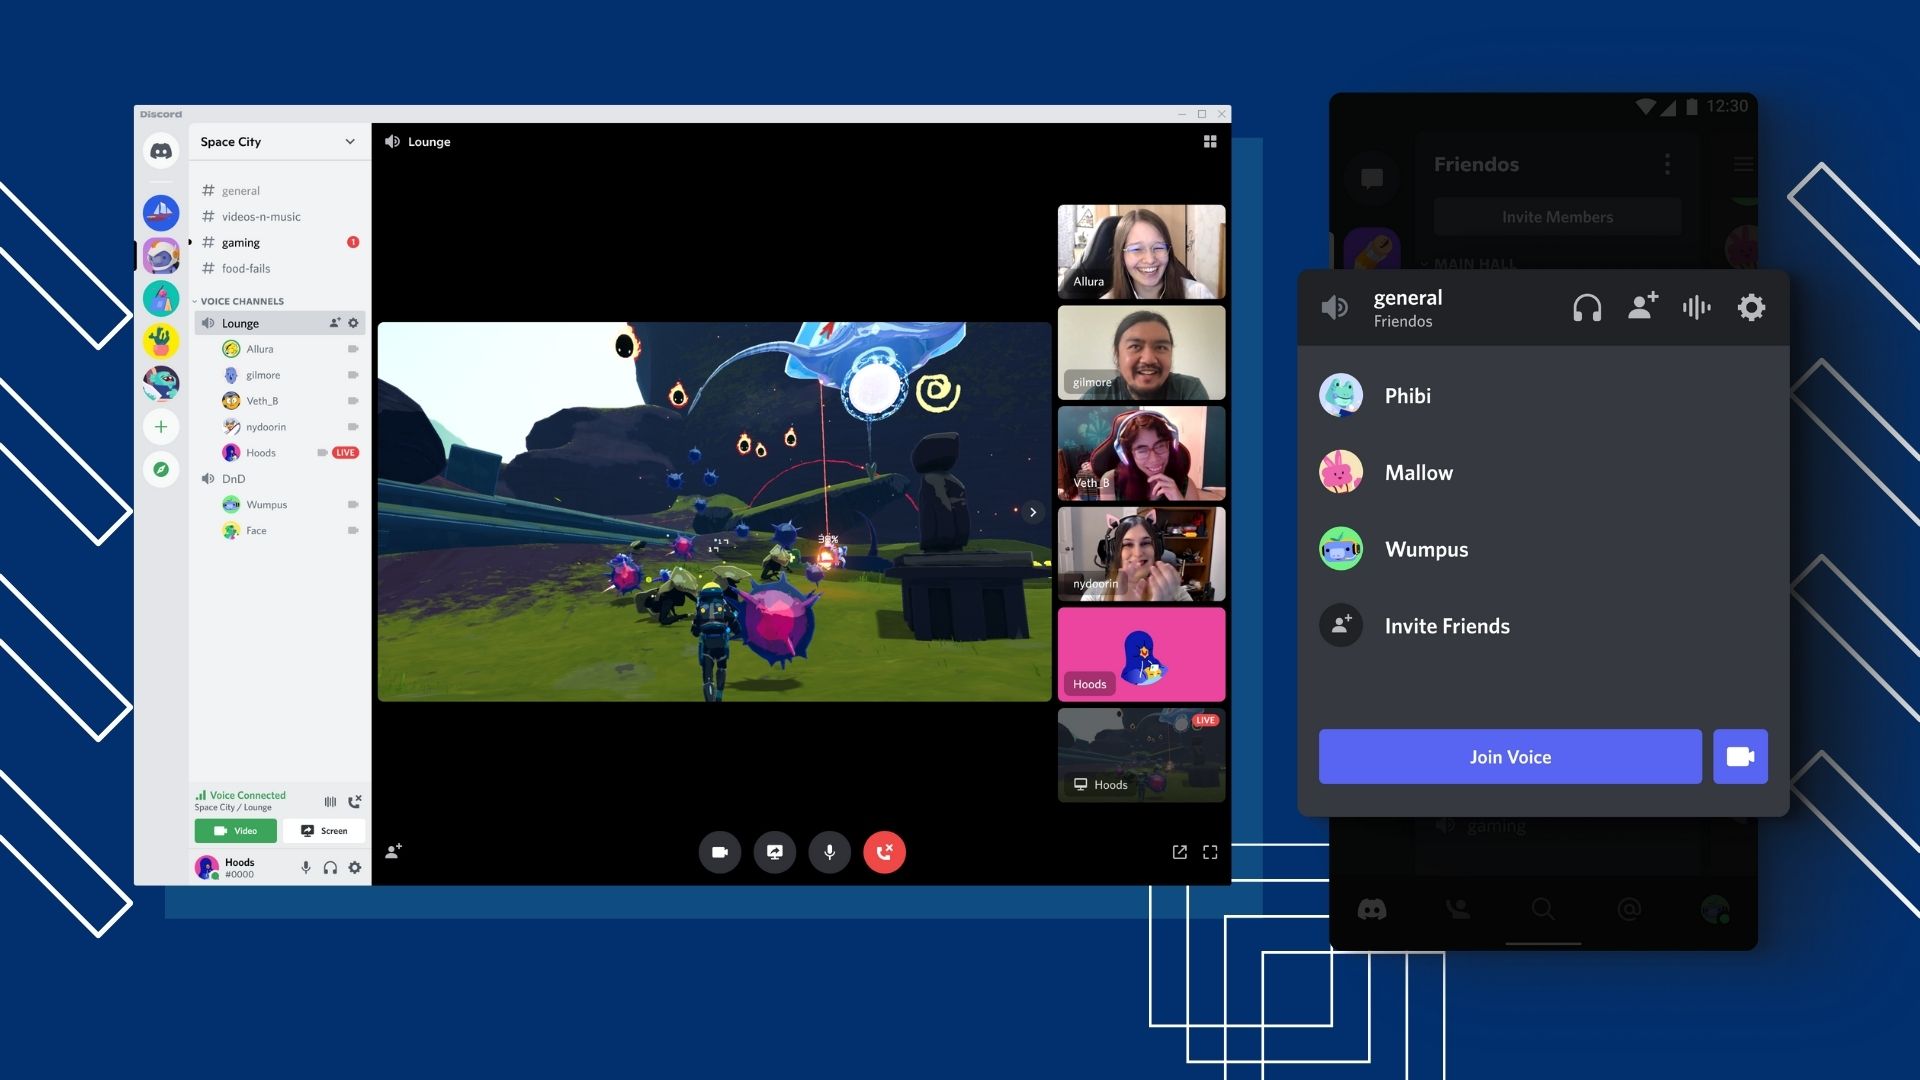 Discord
Space City
# general
# videos-n-music
# gaming
1
# food-fails
VOICE CHANNELS
Lounge
Allura
gilmore
Veth_B
nydoorin
Hoods
LIVE
DnD
Wumpus
Face
Voice Connected
Space City / Lounge
Video
Screen
Hoods
#0000
Lounge
Allura
gilmore
Veth_B
nydoorin
Hoods
LIVE
Hoods
12:30
Friendos
Invite Members
MAIN HALL
general
Friendos
Phibi
Mallow
Wumpus
Invite Friends
Join Voice
gaming